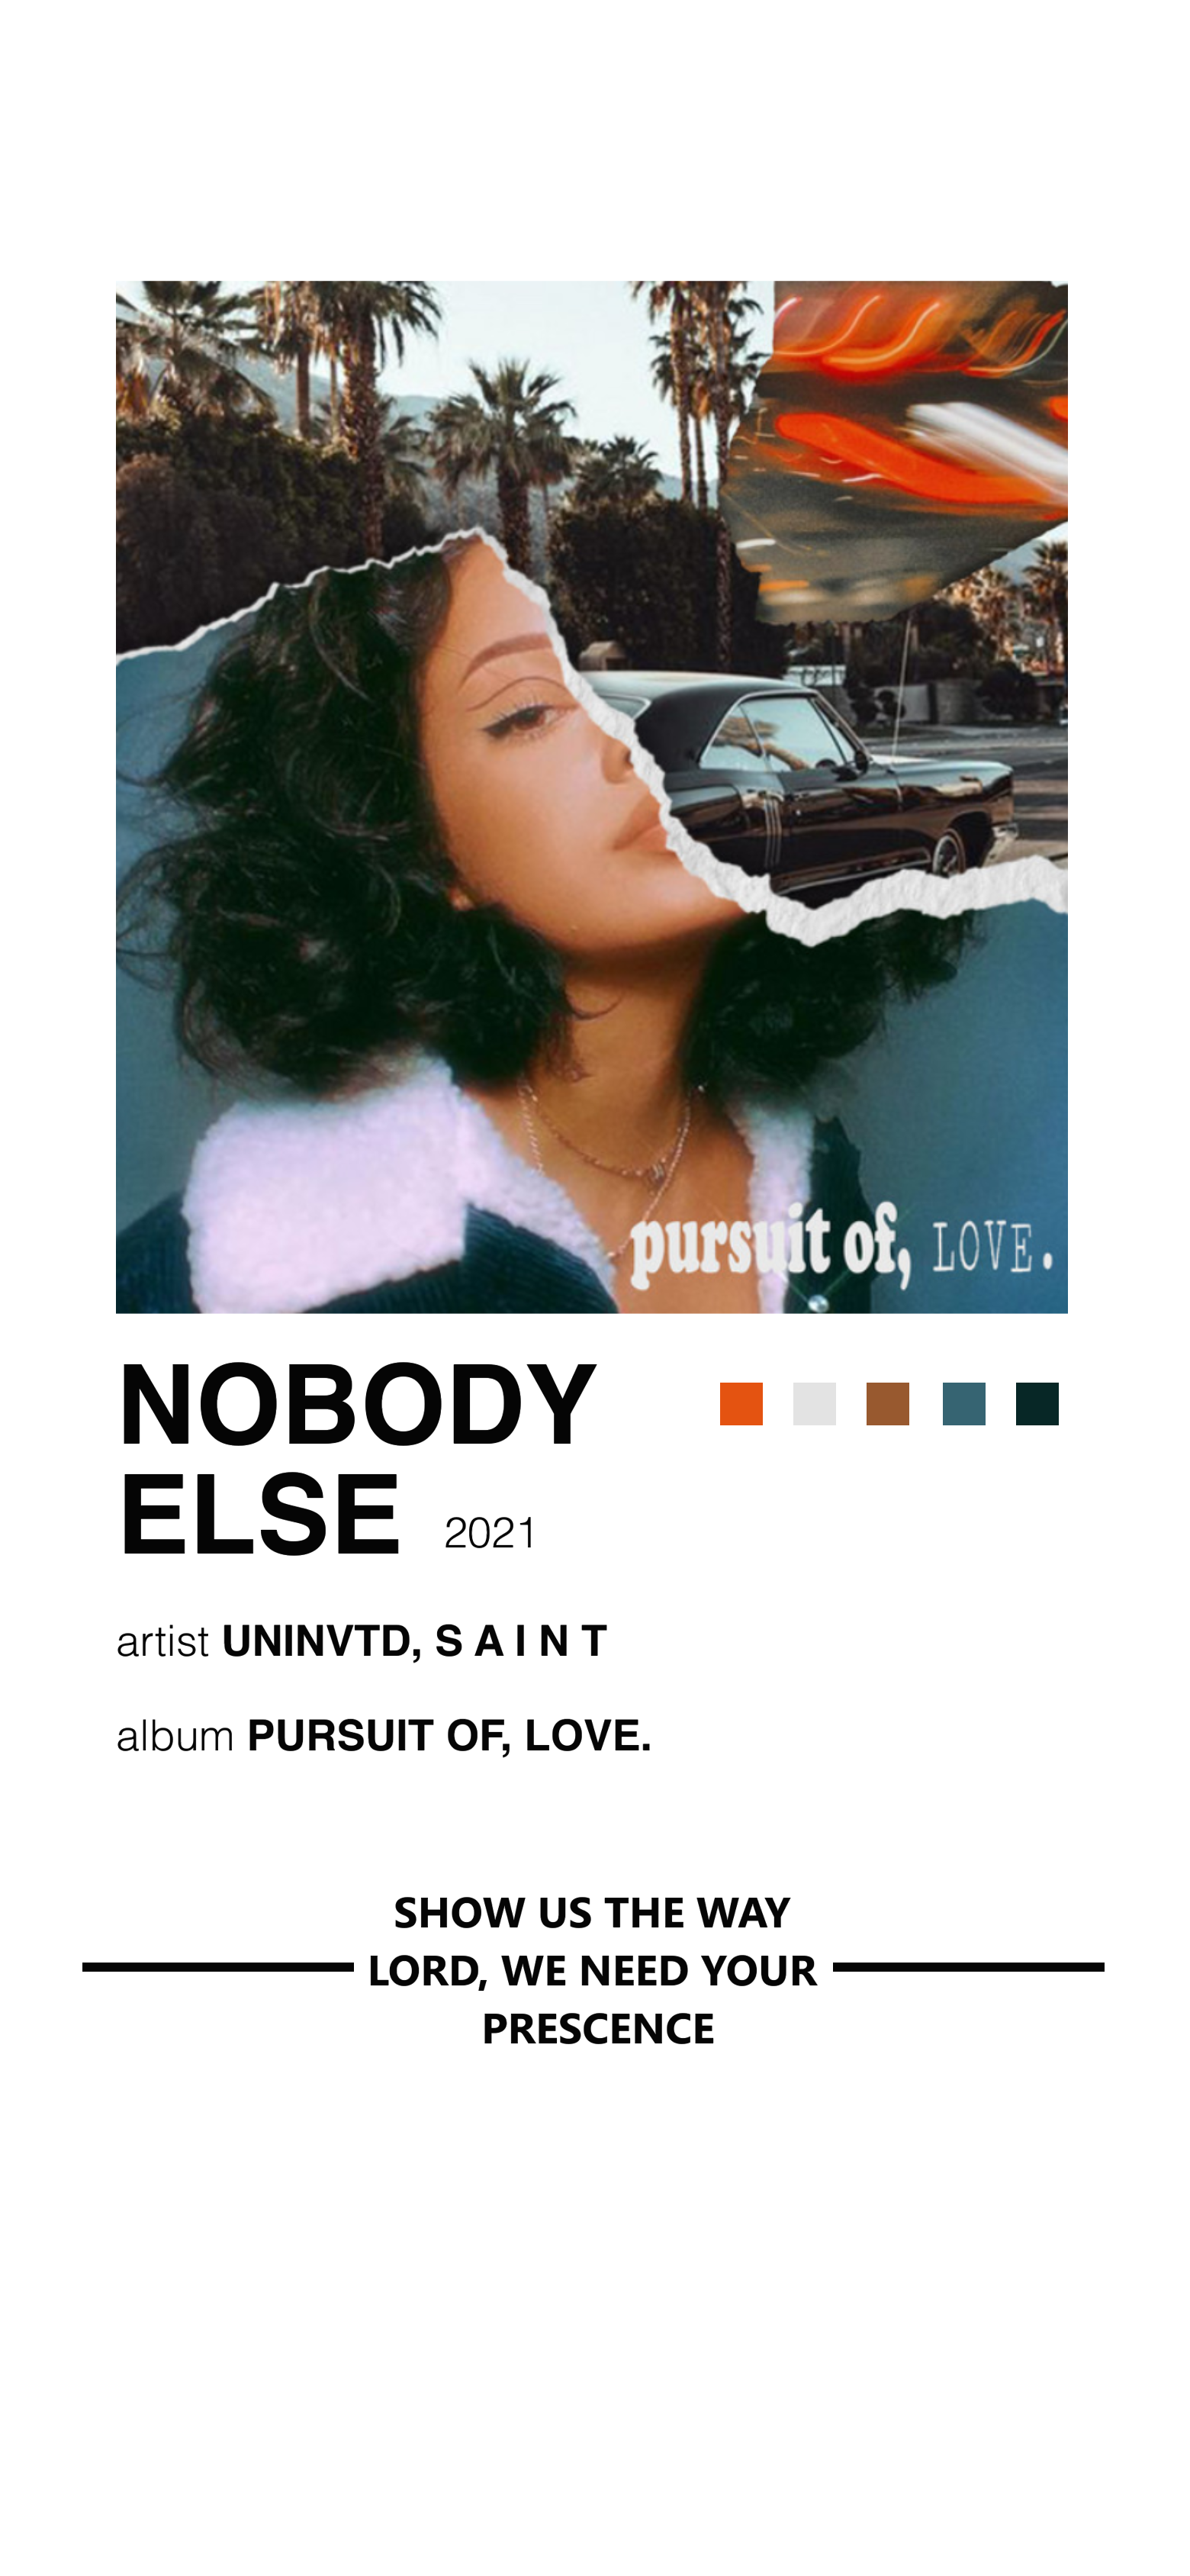 pursuit of, LOVE.
NOBODY
ELSE 2021
artist UNINVTD, S A I N T
album PURSUIT OF, LOVE.
SHOW US THE WAY
LORD, WE NEED YOUR
PRESCENCE